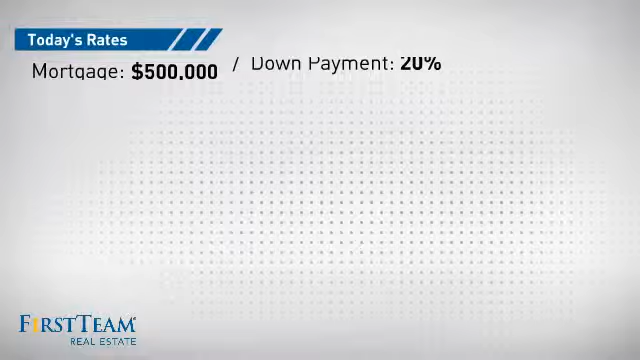 Today's Rates
Mortgage: $500,000 / Down Payment: 20%
FIRSTTEAM®
REAL ESTATE